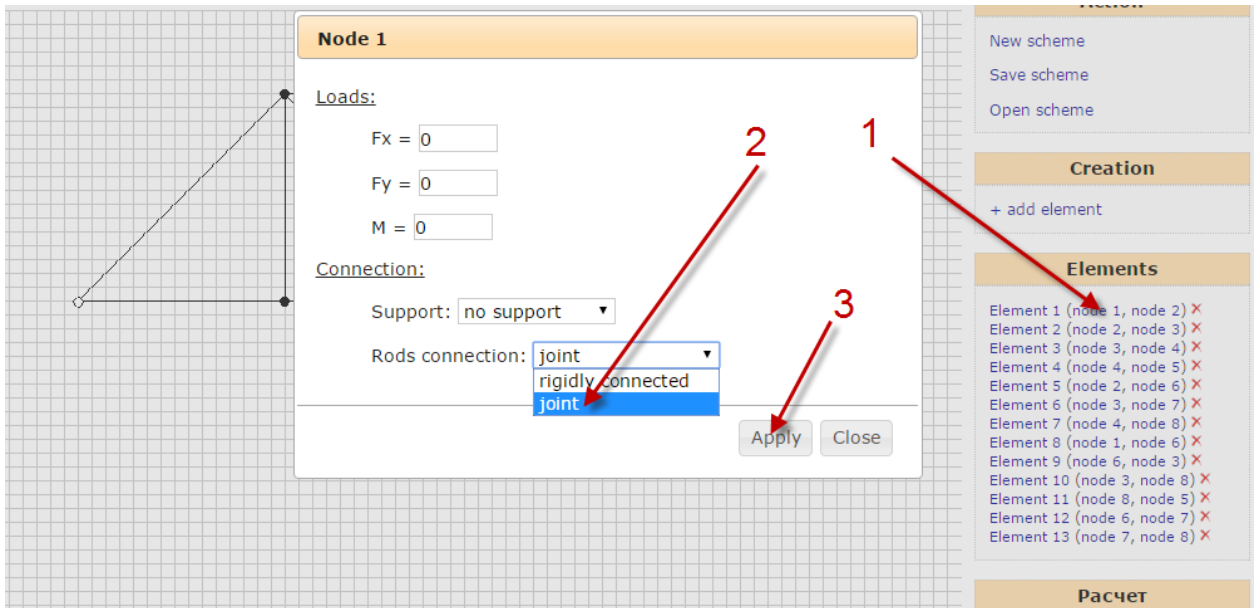 Node 1
Loads:
Fx = 0
Fy = 0
M = 0
Connection:
Support: no support
Rods connection: joint
rigidly connected
joint
Apply Close
1
2
3
Action
New scheme
Save scheme
Open scheme
Creation
+ add element
Elements
Element 1 (node 1, node 2)
Element 2 (node 2, node 3)
Element 3 (node 3, node 4)
Element 4 (node 4, node 5)
Element 5 (node 2, node 6)
Element 6 (node 3, node 7)
Element 7 (node 4, node 8)
Element 8 (node 1, node 6)
Element 9 (node 6, node 3)
Element 10 (node 3, node 8)
Element 11 (node 8, node 5)
Element 12 (node 6, node 7)
Element 13 (node 7, node 8)
Расчет